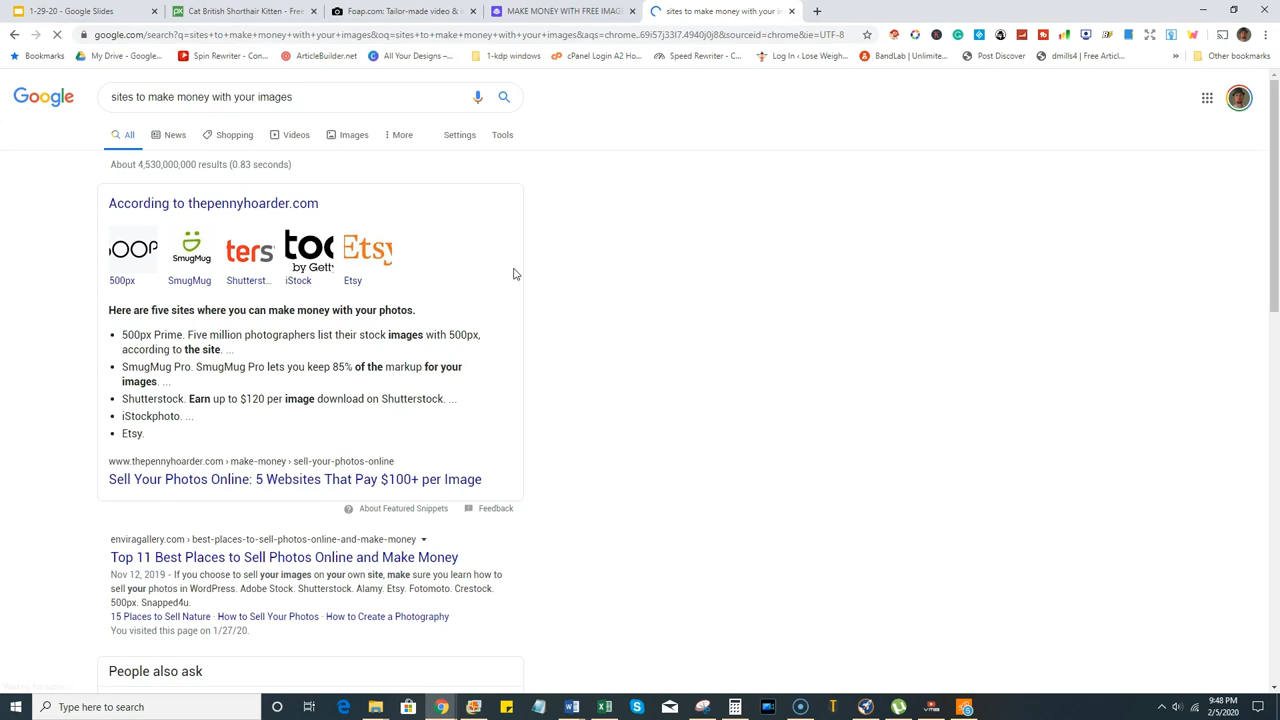 1-29-20 - Google Slides
Cat British Shorthair Kitten - Free
Foap.com: Tailor-made video &
MAKE MONEY WITH FREE IMAGE
sites to make money with your im
google.com/search?q=sites+to+make+money+with+your+images&oq=sites+to+make+money+with+your+images&aqs=chrome..69i57j33l7.4940j0j8&sourceid=chrome&ie=UTF-8
Bookmarks
My Drive - Google...
Spin Rewriter - Con...
ArticleBuilder.net
All Your Designs –...
1-kdp windows
cPanel Login A2 Ho...
Speed Rewriter - C...
Log In ‹ Lose Weigh...
BandLab | Unlimite...
Post Discover
dmills4 | Free Articl...
Other bookmarks
Google
sites to make money with your images
All
News
Shopping
Videos
Images
More
Settings
Tools
About 4,530,000,000 results (0.83 seconds)
According to thepennyhoarder.com
SmugMug
ters
by Gett
Etsy
500px
SmugMug
Shutterst...
iStock
Etsy
Here are five sites where you can make money with your photos.
500px Prime. Five million photographers list their stock images with 500px,
according to the site. ...
SmugMug Pro. SmugMug Pro lets you keep 85% of the markup for your
images. ...
Shutterstock. Earn up to $120 per image download on Shutterstock. ...
iStockphoto. ...
Etsy.
www.thepennyhoarder.com › make-money › sell-your-photos-online
Sell Your Photos Online: 5 Websites That Pay $100+ per Image
About Featured Snippets
Feedback
enviragallery.com › best-places-to-sell-photos-online-and-make-money
Top 11 Best Places to Sell Photos Online and Make Money
Nov 12, 2019 - If you choose to sell your images on your own site, make sure you learn how to
sell your photos in WordPress. Adobe Stock. Shutterstock. Alamy. Etsy. Fotomoto. Crestock.
500px. Snapped4u.
15 Places to Sell Nature · How to Sell Your Photos · How to Create a Photography
You visited this page on 1/27/20.
People also ask
Type here to search
9:48 PM
2/5/2020